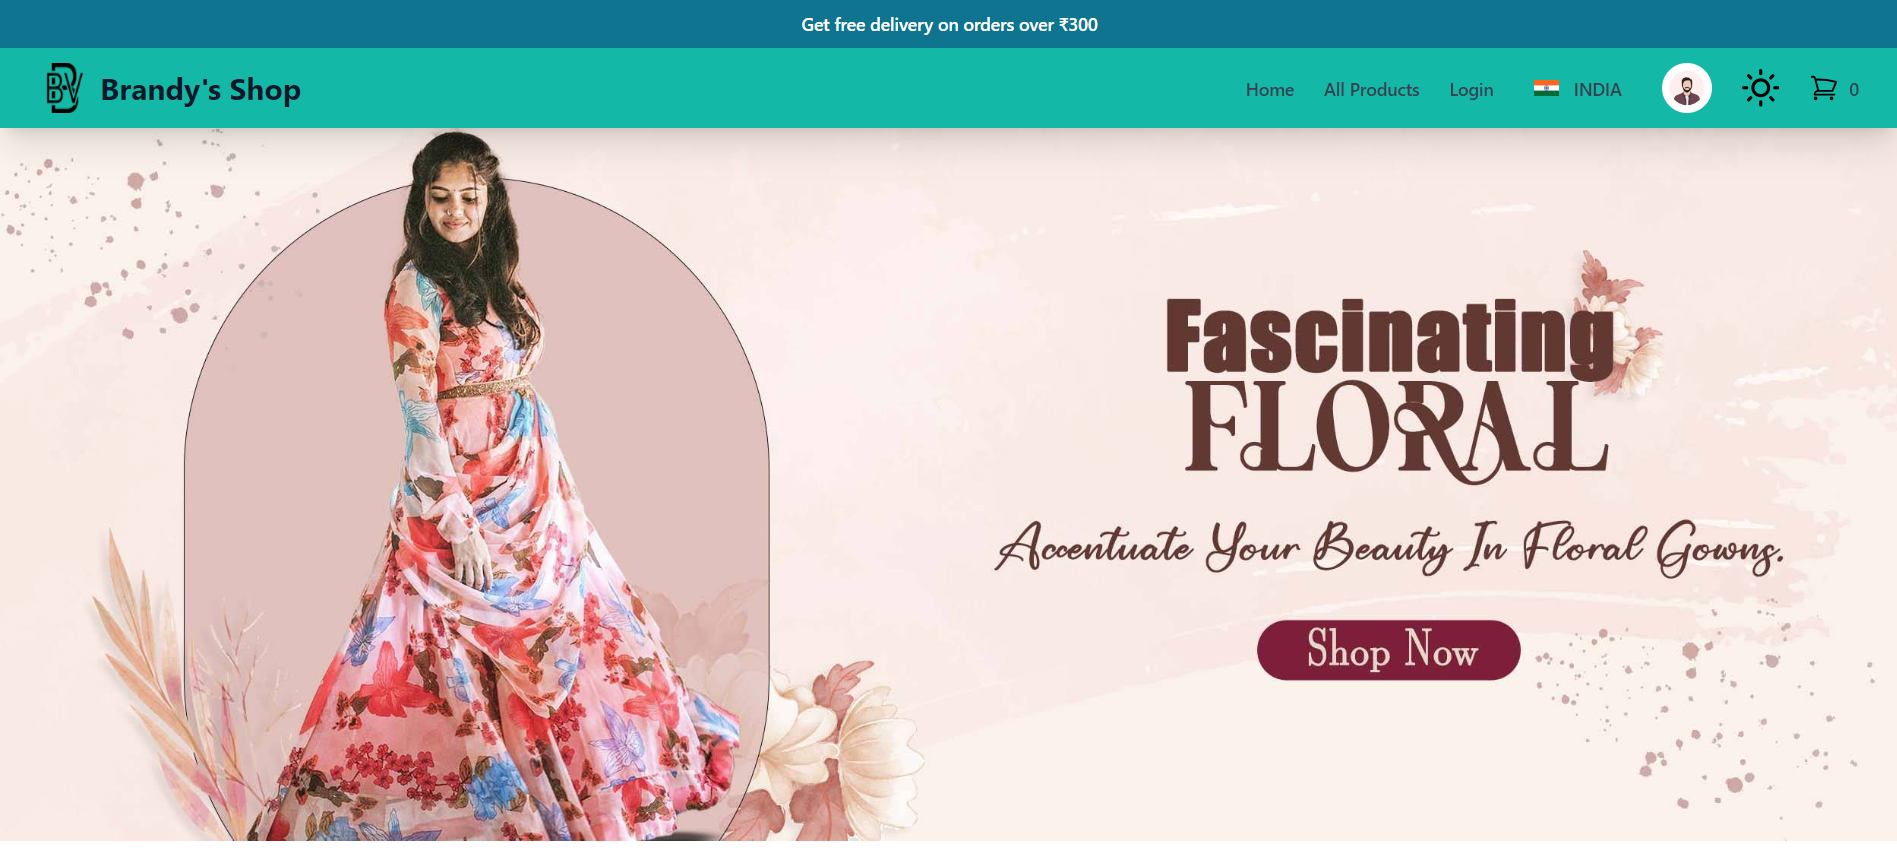 Get free delivery on orders over ₹300
BV Brandy's Shop
Home All Products Login INDIA 0
Fascinating
FLORAL
Accentuate Your Beauty In Floral Gowns.
Shop Now